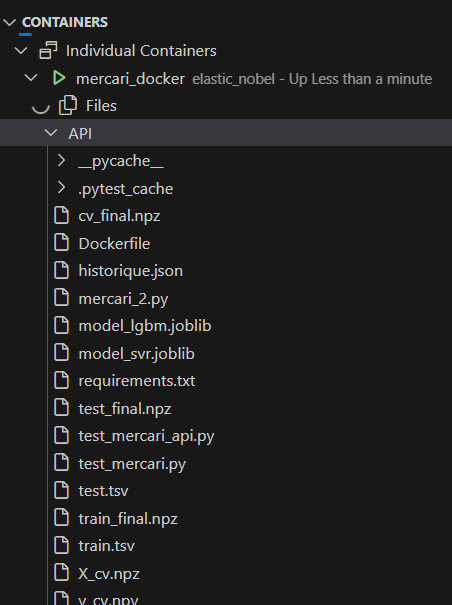 CONTAINERS
Individual Containers
mercari_docker elastic_nobel - Up Less than a minute
Files
API
__pycache__
.pytest_cache
cv_final.npz
Dockerfile
historique.json
mercari_2.py
model_lgbm.joblib
model_svr.joblib
requirements.txt
test_final.npz
test_mercari_api.py
test_mercari.py
test.tsv
train_final.npz
train.tsv
X_cv.npz
y_cv.npy